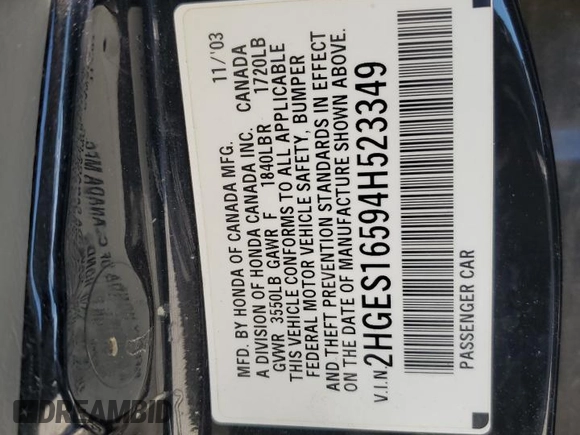 MFD. BY HONDA OF CANADA MFG. 11/'03
A DIVISION OF HONDA CANADA INC. CANADA
GVWR 3550LB GAWR F 1840LBR 1720LB
THIS VEHICLE CONFORMS TO ALL APPLICABLE
FEDERAL MOTOR VEHICLE SAFETY, BUMPER
AND THEFT PREVENTION STANDARDS IN EFFECT
ON THE DATE OF MANUFACTURE SHOWN ABOVE.
V.I.N. 2HGES16594H523349
PASSENGER CAR
DREAMBID